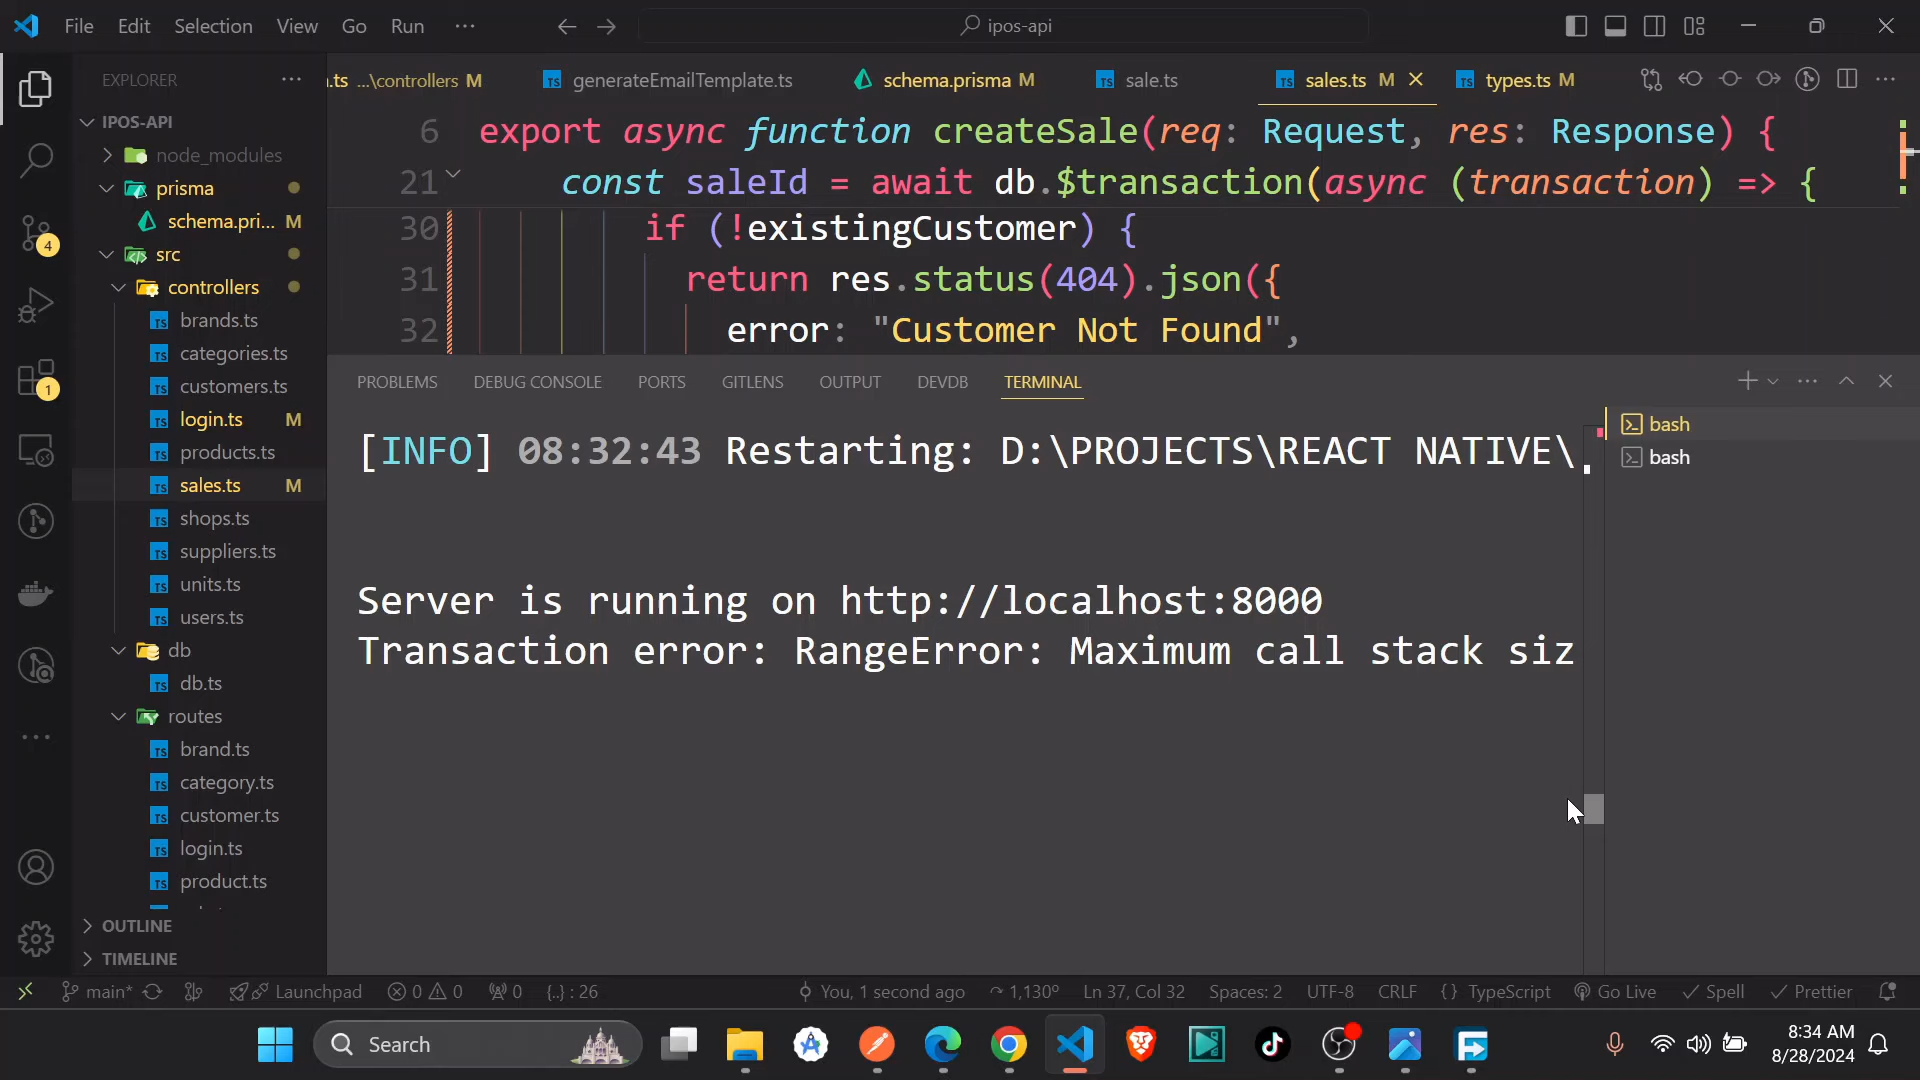 File Edit Selection View Go Run ··· ipos-api
EXPLORER
.ts ...\controllers M generateEmailTemplate.ts schema.prisma M sale.ts sales.ts M types.ts M
IPOS-API
node_modules
prisma
schema.pri... M
src
controllers
brands.ts
categories.ts
customers.ts
login.ts M
products.ts
sales.ts M
shops.ts
suppliers.ts
units.ts
users.ts
db
db.ts
routes
brand.ts
category.ts
customer.ts
login.ts
product.ts
OUTLINE
TIMELINE
4
1
6 export async function createSale(req: Request, res: Response) {
21 const saleId = await db.$transaction(async (transaction) => {
30 if (!existingCustomer) {
31 return res.status(404).json({
32 error: "Customer Not Found",
PROBLEMS DEBUG CONSOLE PORTS GITLENS OUTPUT DEVDB TERMINAL
[INFO] 08:32:43 Restarting: D:\PROJECTS\REACT NATIVE\.
Server is running on http://localhost:8000
Transaction error: RangeError: Maximum call stack siz
bash
bash
main* Launchpad 0 0 0 {..} : 26 You, 1 second ago 1,130° Ln 37, Col 32 Spaces: 2 UTF-8 CRLF {} TypeScript Go Live Spell Prettier
Search
8:34 AM
8/28/2024